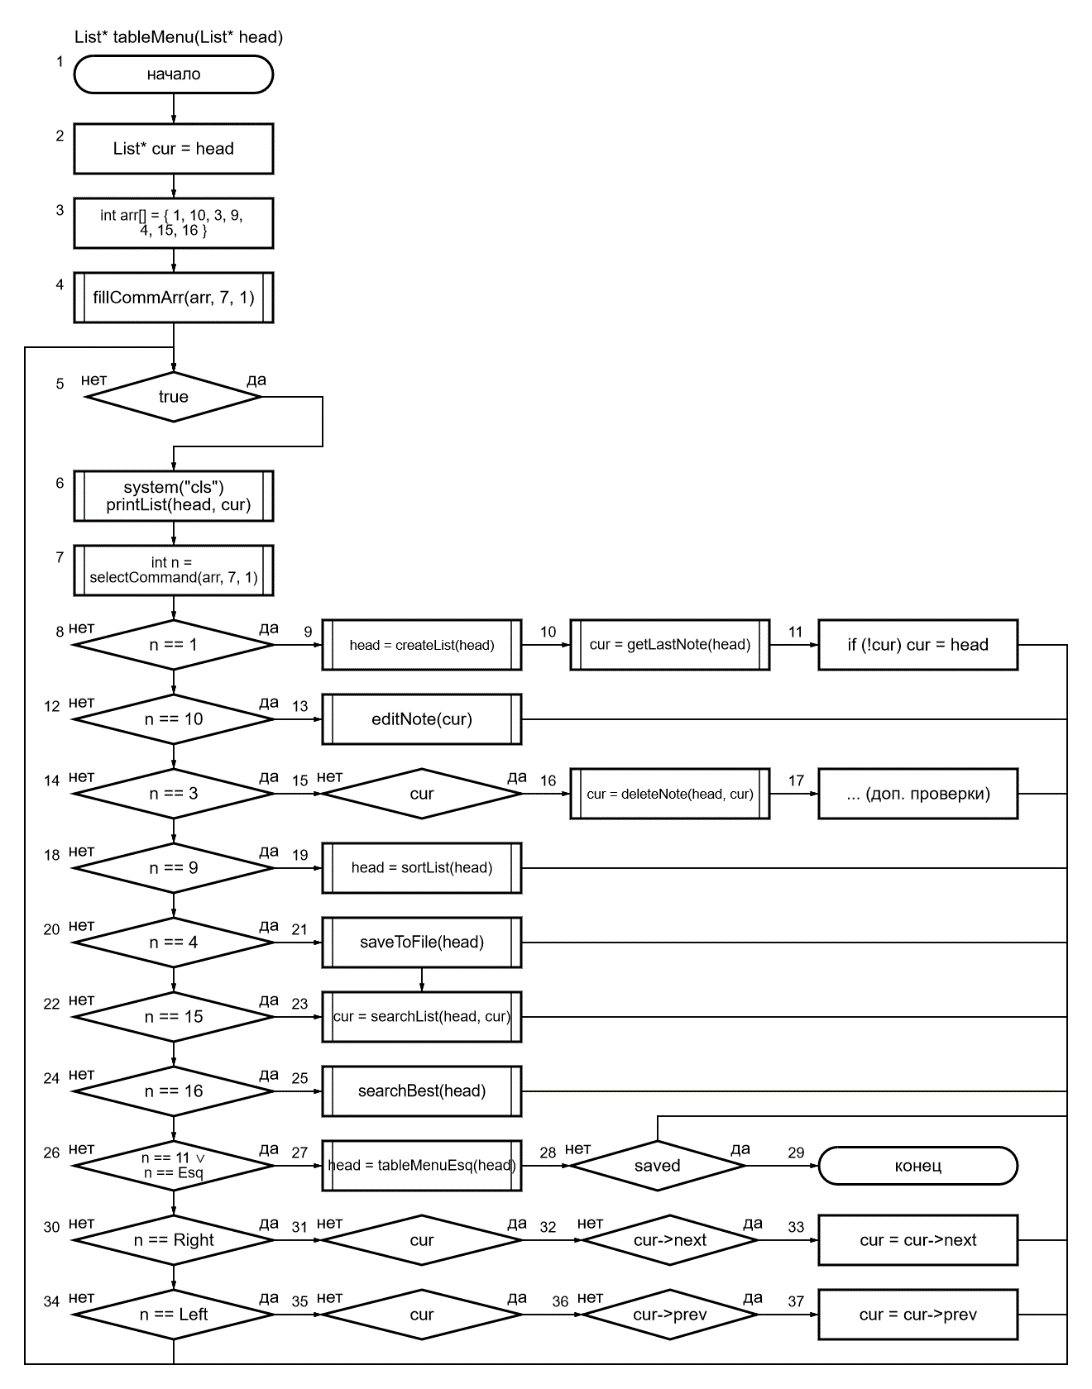 List* tableMenu(List* head)
1
начало
2
List* cur = head
3
int arr[] = { 1, 10, 3, 9,
4, 15, 16 }
4
fillCommArr(arr, 7, 1)
5 нет да
true
6
system("cls")
printList(head, cur)
7
int n =
selectCommand(arr, 7, 1)
8 нет да 9 10 11
n == 1 head = createList(head) cur = getLastNote(head) if (!cur) cur = head
12 нет да 13
n == 10 editNote(cur)
14 нет да 15 нет да 16 17
n == 3 cur cur = deleteNote(head, cur) ... (доп. проверки)
18 нет да 19
n == 9 head = sortList(head)
20 нет да 21
n == 4 saveToFile(head)
22 нет да 23
n == 15 cur = searchList(head, cur)
24 нет да 25
n == 16 searchBest(head)
26 нет да 27 28 нет да 29
n == 11 ∨
n == Esq head = tableMenuEsq(head) saved конец
30 нет да 31 нет да 32 нет да 33
n == Right cur cur->next cur = cur->next
34 нет да 35 нет да 36 нет да 37
n == Left cur cur->prev cur = cur->prev